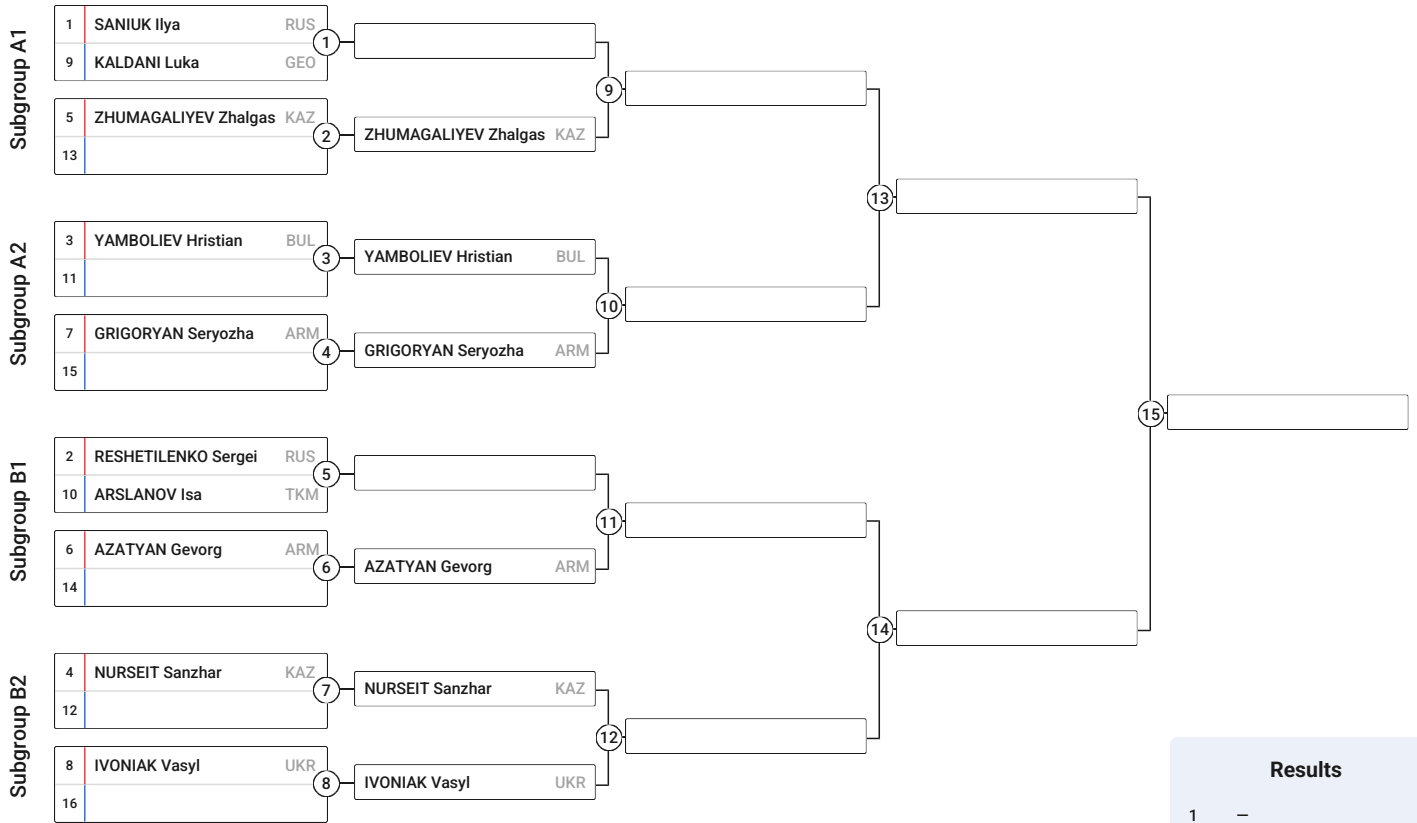 Subgroup A1
1 SANIUK Ilya RUS
9 KALDANI Luka GEO
1
5 ZHUMAGALIYEV Zhalgas KAZ
13
2
ZHUMAGALIYEV Zhalgas KAZ
9
Subgroup A2
3 YAMBOLIEV Hristian BUL
11
3
YAMBOLIEV Hristian BUL
7 GRIGORYAN Seryozha ARM
15
4
GRIGORYAN Seryozha ARM
10
13
Subgroup B1
2 RESHETILENKO Sergei RUS
10 ARSLANOV Isa TKM
5
6 AZATYAN Gevorg ARM
14
6
AZATYAN Gevorg ARM
11
Subgroup B2
4 NURSEIT Sanzhar KAZ
12
7
NURSEIT Sanzhar KAZ
8 IVONIAK Vasyl UKR
16
8
IVONIAK Vasyl UKR
12
14
15
Results
1 –